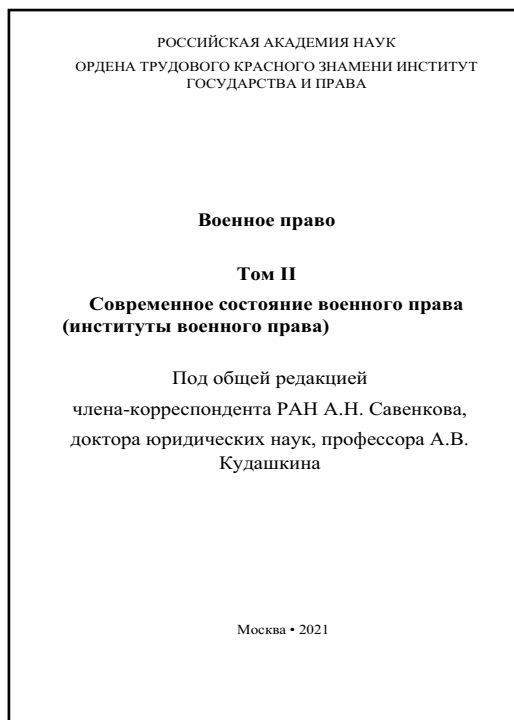 РОССИЙСКАЯ АКАДЕМИЯ НАУК
ОРДЕНА ТРУДОВОГО КРАСНОГО ЗНАМЕНИ ИНСТИТУТ
ГОСУДАРСТВА И ПРАВА
Военное право
Том II
Современное состояние военного права
(институты военного права)
Под общей редакцией
члена-корреспондента РАН А.Н. Савенкова,
доктора юридических наук, профессора А.В.
Кудашкина
Москва • 2021